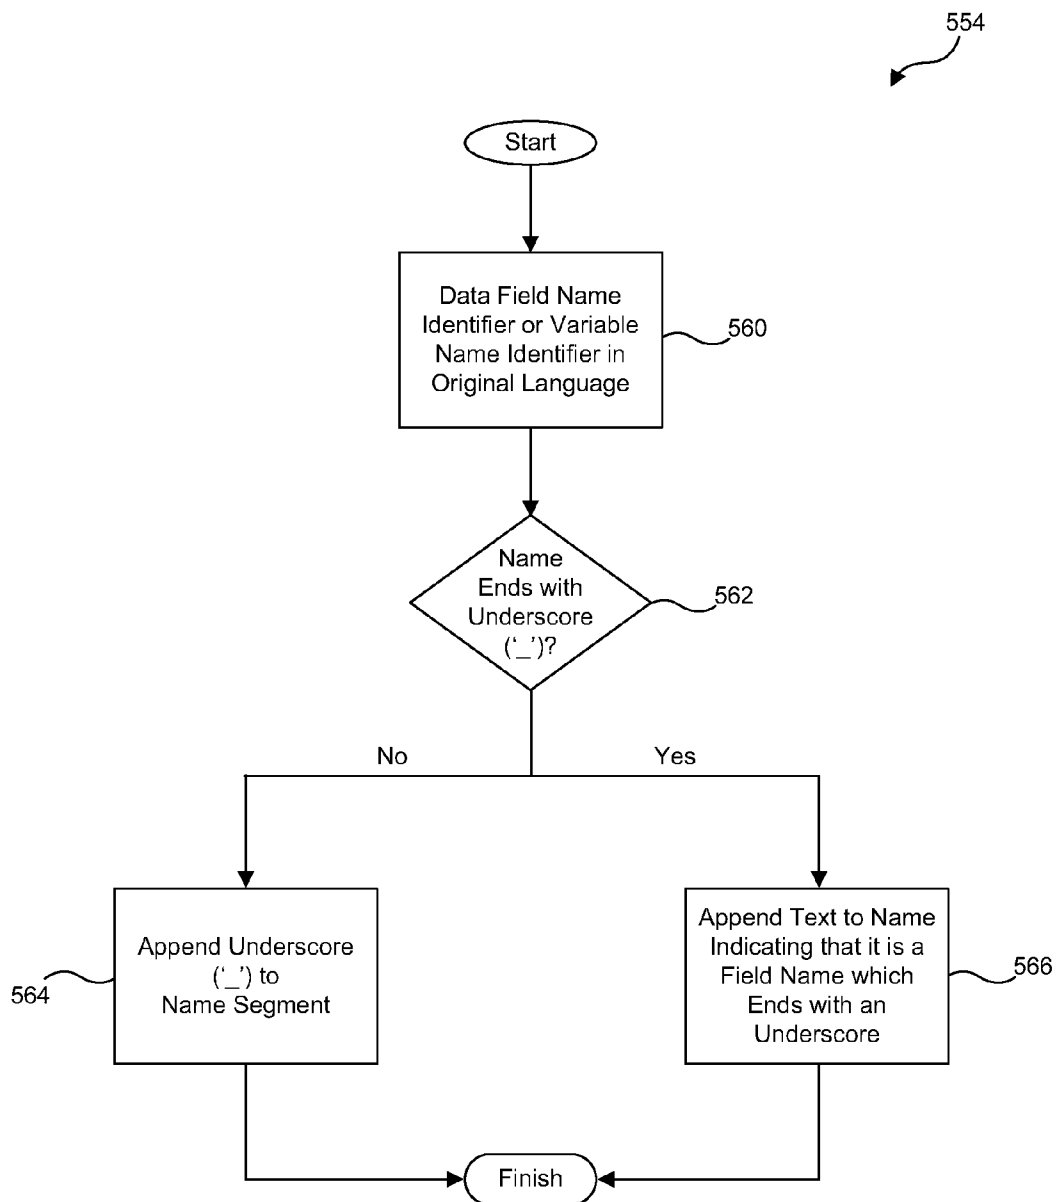 554
Start
Data Field Name
Identifier or Variable
Name Identifier in
Original Language
560
Name
Ends with
Underscore
(‘_’)?
562
No
Yes
Append Underscore
(‘_’) to
Name Segment
564
Append Text to Name
Indicating that it is a
Field Name which
Ends with an
Underscore
566
Finish